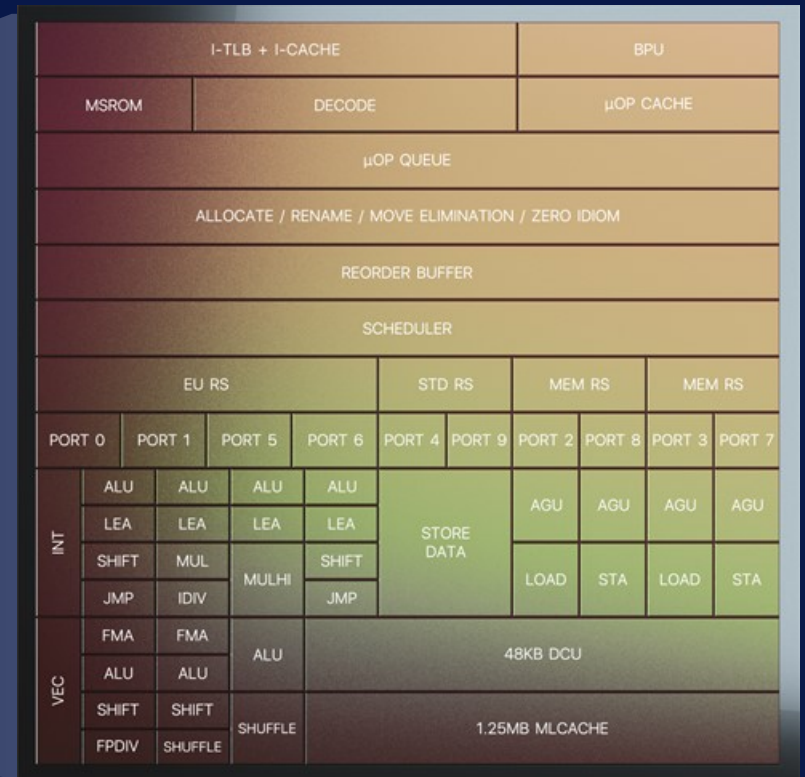 I-TLB + I-CACHE BPU
MSROM DECODE µOP CACHE
µOP QUEUE
ALLOCATE / RENAME / MOVE ELIMINATION / ZERO IDIOM
REORDER BUFFER
SCHEDULER
EU RS STD RS MEM RS MEM RS
PORT 0 PORT 1 PORT 5 PORT 6 PORT 4 PORT 9 PORT 2 PORT 8 PORT 3 PORT 7
INT
ALU ALU ALU ALU
LEA LEA LEA LEA
SHIFT MUL MULHI SHIFT
JMP IDIV JMP
STORE
DATA
AGU AGU AGU AGU
LOAD STA LOAD STA
VEC
FMA FMA ALU
ALU ALU
SHIFT SHIFT SHUFFLE
FPDIV SHUFFLE
48KB DCU
1.25MB MLCACHE